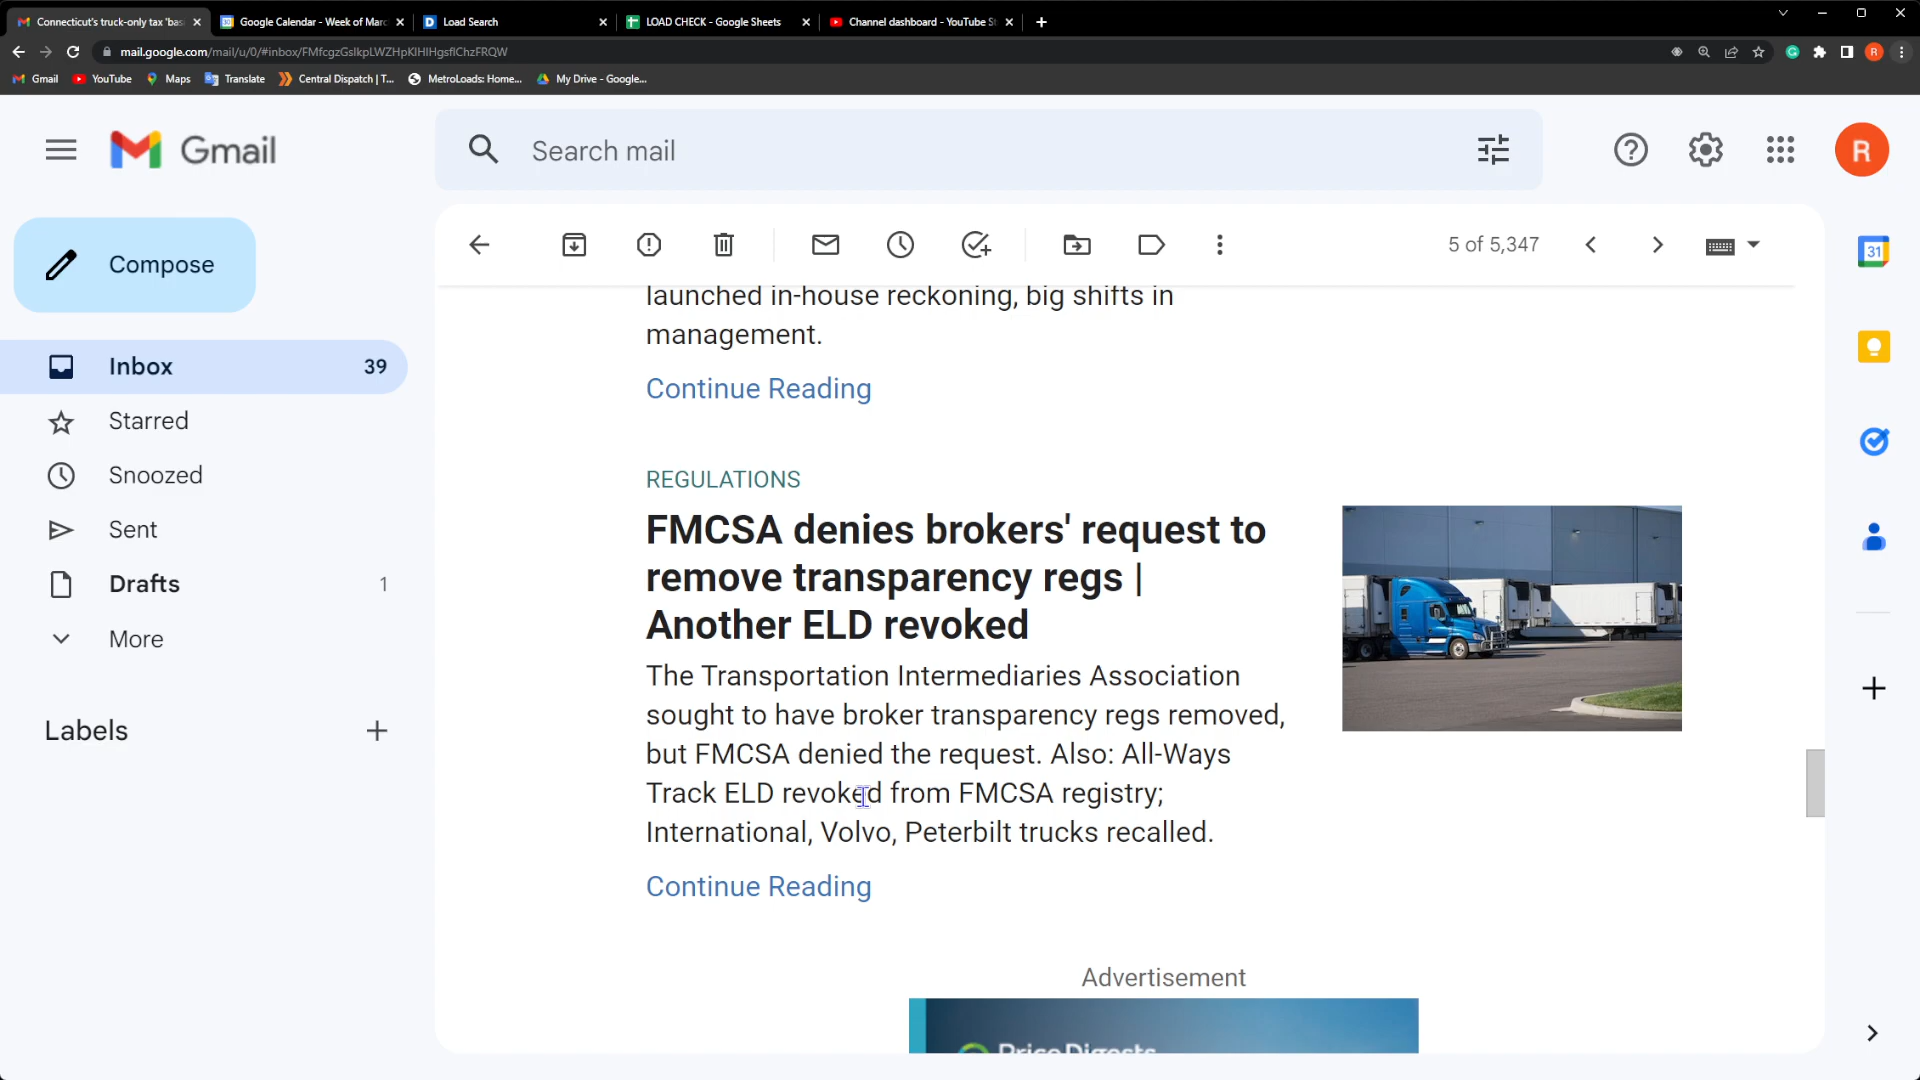 Connecticut's truck-only tax 'bas
Google Calendar - Week of Marc
Load Search
LOAD CHECK - Google Sheets
Channel dashboard - YouTube S
mail.google.com/mail/u/0/#inbox/FMfcgzGslkpLWZHpKlHlHgsflChzFRQW
Gmail
YouTube
Maps
Translate
Central Dispatch | T...
MetroLoads: Home...
My Drive - Google...
R
Gmail
Search mail
R
Compose
5 of 5,347
31
Inbox 39
Starred
Snoozed
Sent
Drafts 1
More
Labels
launched in-house reckoning, big shifts in
management.
Continue Reading
REGULATIONS
FMCSA denies brokers' request to
remove transparency regs |
Another ELD revoked
The Transportation Intermediaries Association
sought to have broker transparency regs removed,
but FMCSA denied the request. Also: All-Ways
Track ELD revoked from FMCSA registry;
International, Volvo, Peterbilt trucks recalled.
Continue Reading
Advertisement
PriceDigests